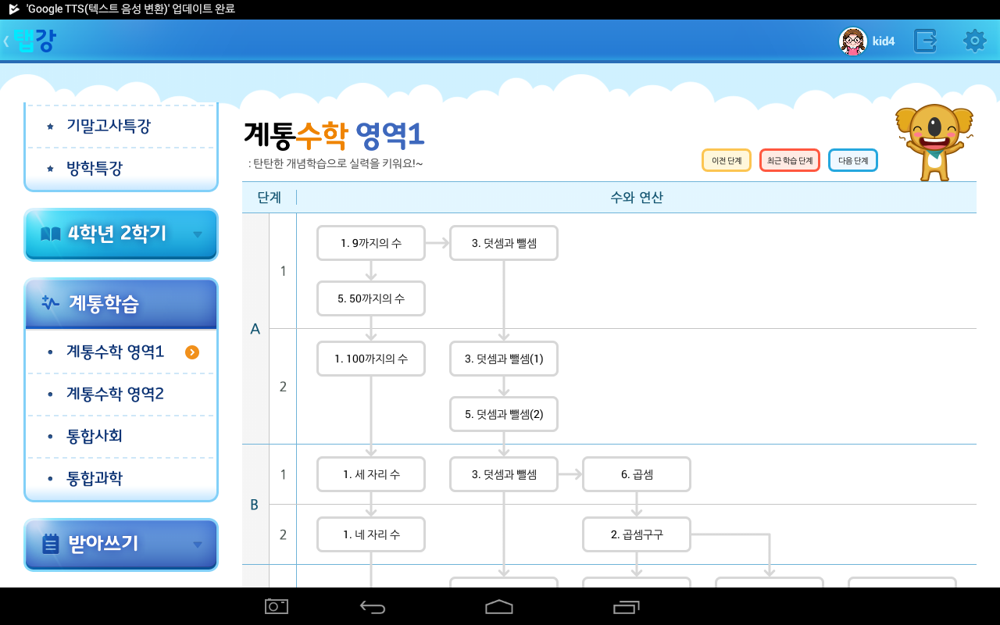 'Google TTS(텍스트 음성 변환)' 업데이트 완료
탭강
kid4
기말고사특강
방학특강
4학년 2학기
계통학습
계통수학 영역1
계통수학 영역2
통합사회
통합과학
받아쓰기
계통수학 영역1
: 탄탄한 개념학습으로 실력을 키워요!~
이전 단계
최근 학습 단계
다음 단계
단계
수와 연산
A
1
1. 9까지의 수
3. 덧셈과 뺄셈
5. 50까지의 수
2
1. 100까지의 수
3. 덧셈과 뺄셈(1)
5. 덧셈과 뺄셈(2)
B
1
1. 세 자리 수
3. 덧셈과 뺄셈
6. 곱셈
2
1. 네 자리 수
2. 곱셈구구